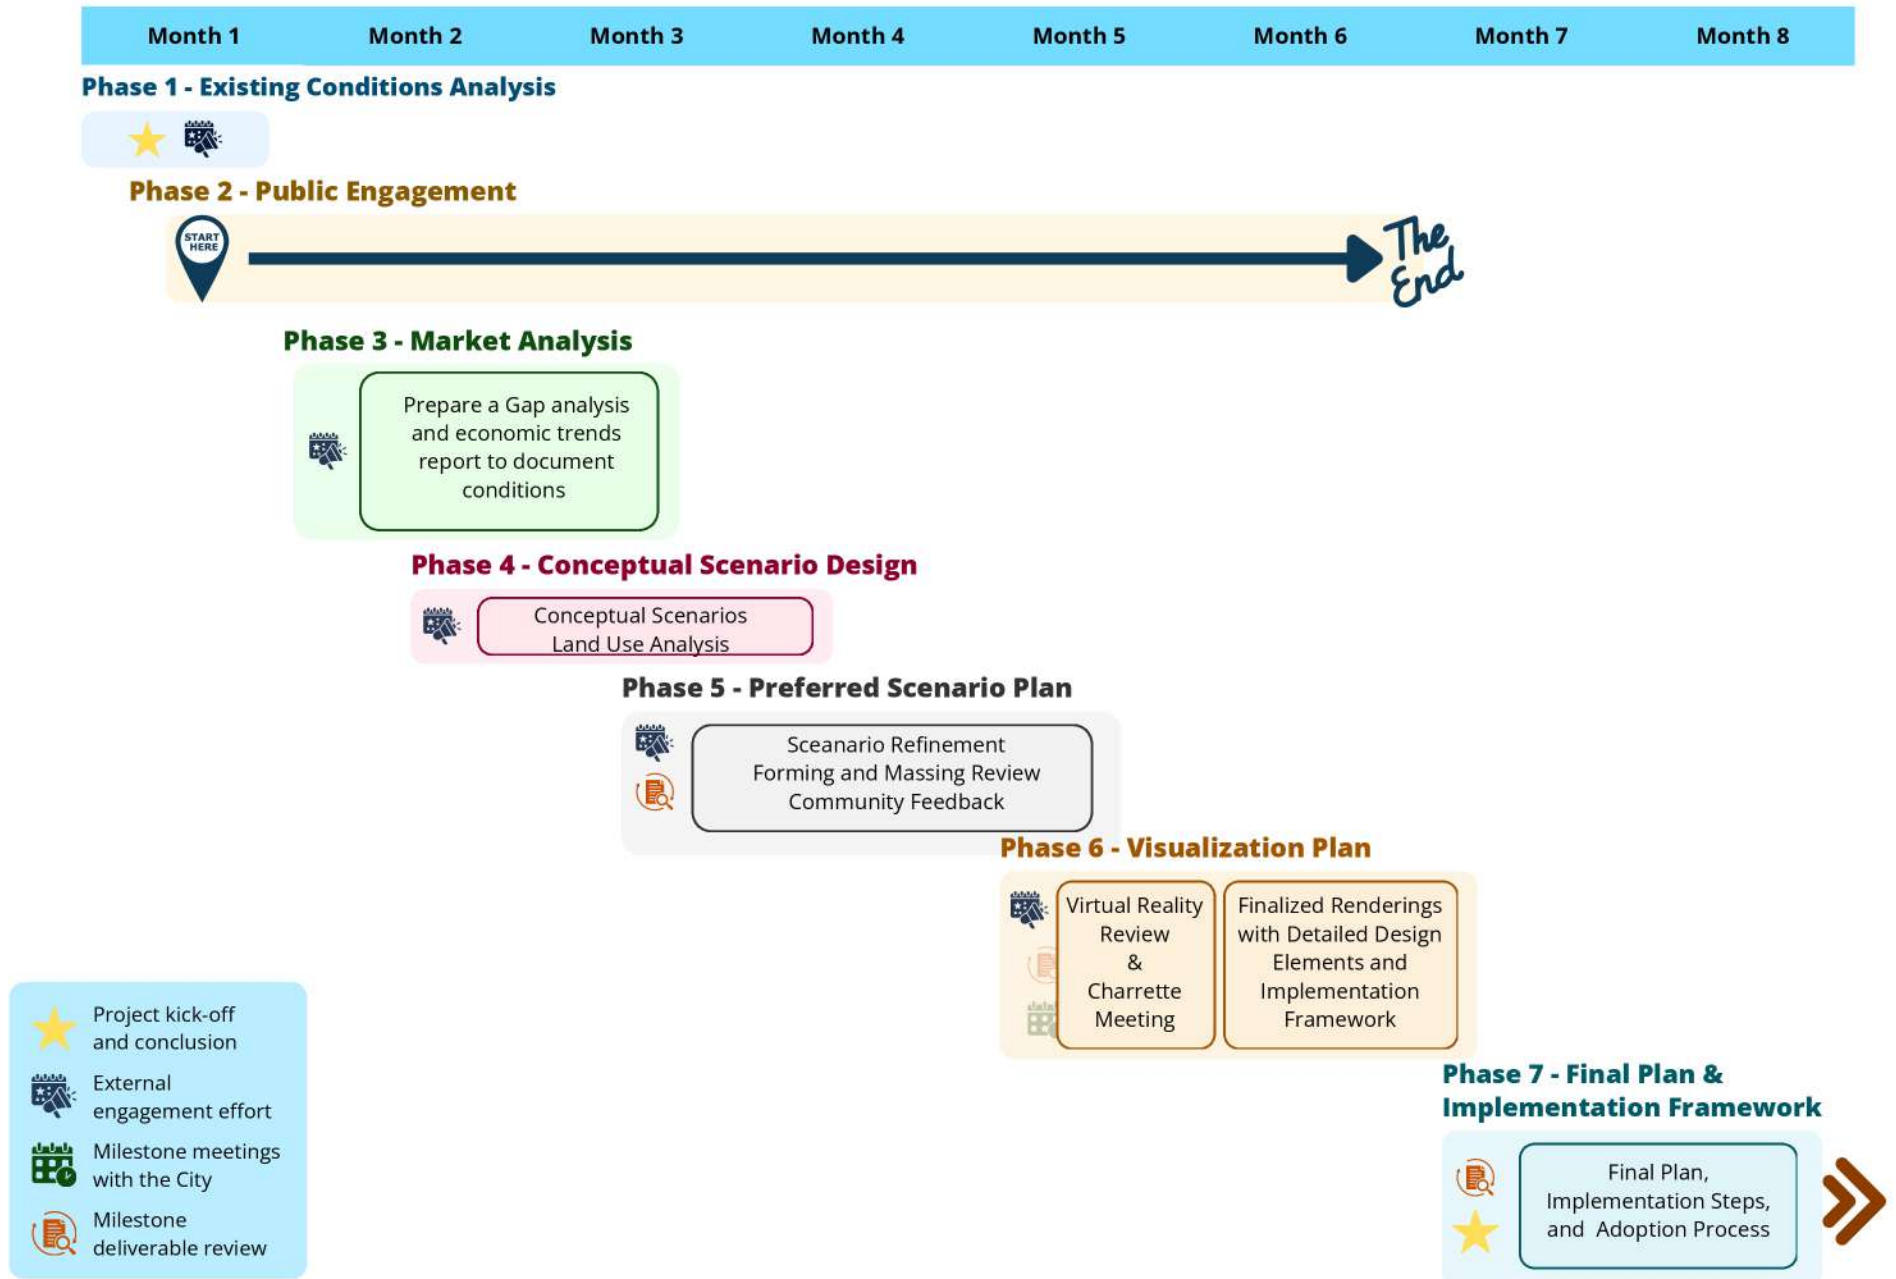 Month 1 Month 2 Month 3 Month 4 Month 5 Month 6 Month 7 Month 8
Phase 1 - Existing Conditions Analysis
Phase 2 - Public Engagement
START
HERE
The
End
Phase 3 - Market Analysis
Prepare a Gap analysis
and economic trends
report to document
conditions
Phase 4 - Conceptual Scenario Design
Conceptual Scenarios
Land Use Analysis
Phase 5 - Preferred Scenario Plan
Sceanario Refinement
Forming and Massing Review
Community Feedback
Phase 6 - Visualization Plan
Virtual Reality
Review
&
Charrette
Meeting
Finalized Renderings
with Detailed Design
Elements and
Implementation
Framework
Phase 7 - Final Plan &
Implementation Framework
Final Plan,
Implementation Steps,
and Adoption Process
Project kick-off
and conclusion
External
engagement effort
Milestone meetings
with the City
Milestone
deliverable review